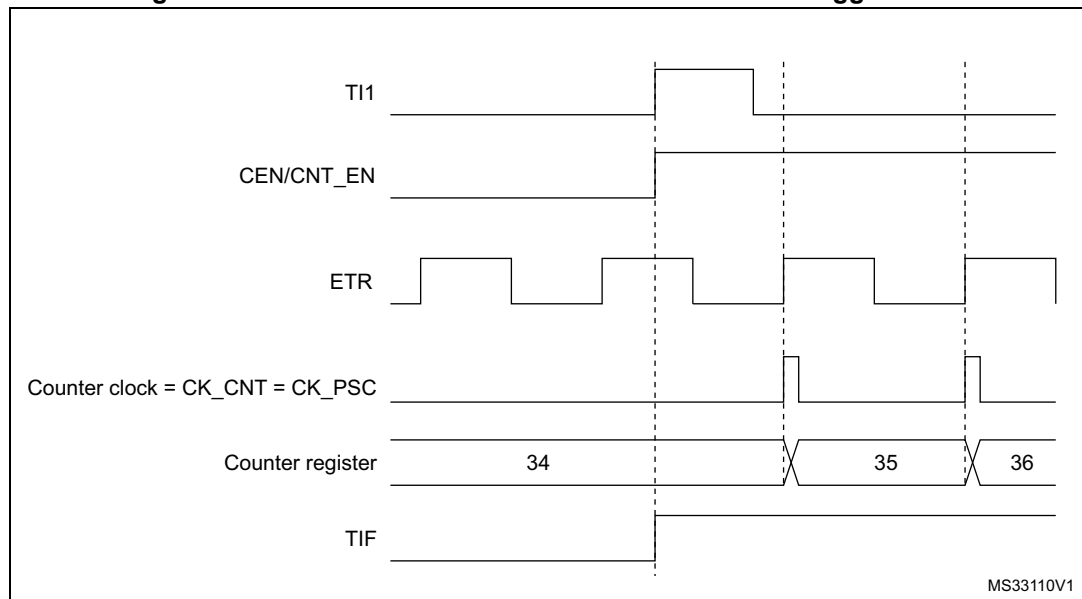 TI1
CEN/CNT_EN
ETR
Counter clock = CK_CNT = CK_PSC
Counter register 34 35 36
TIF
MS33110V1